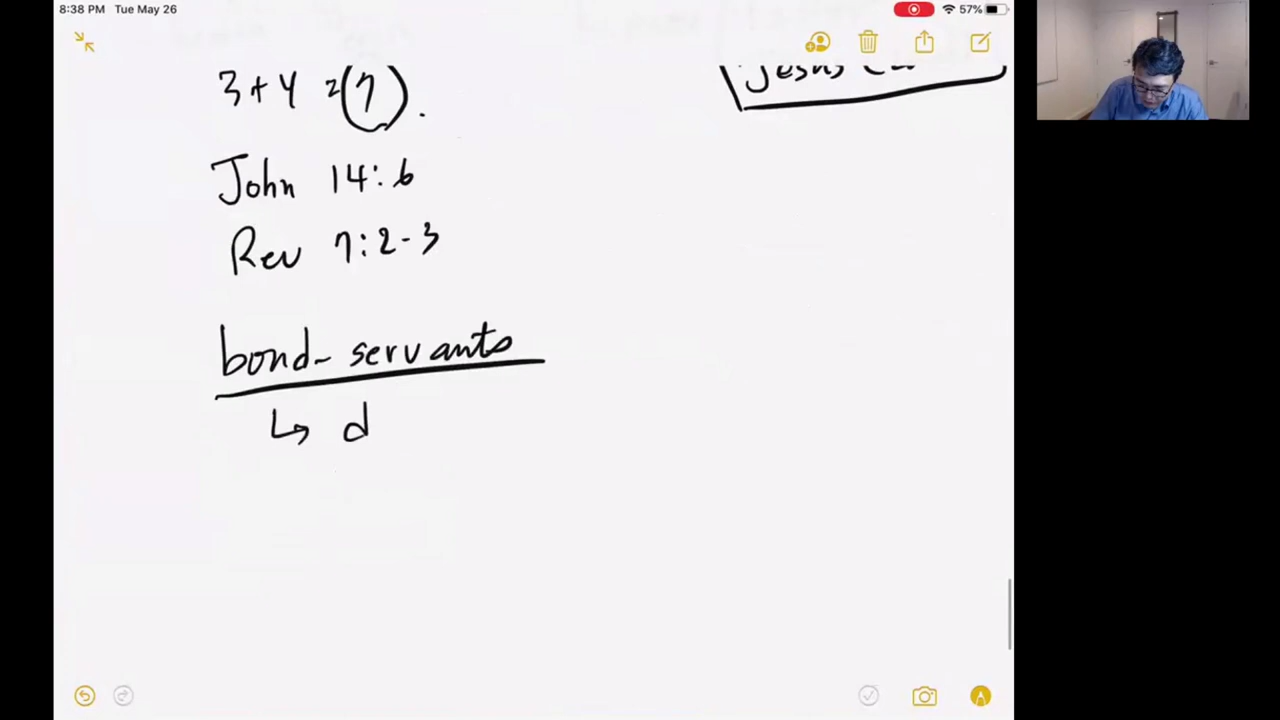 8:38 PM Tue May 26
57%
3+4 =7.
Jesus
John 14:6
Rev 7:2-3
bond-servants
↳ d